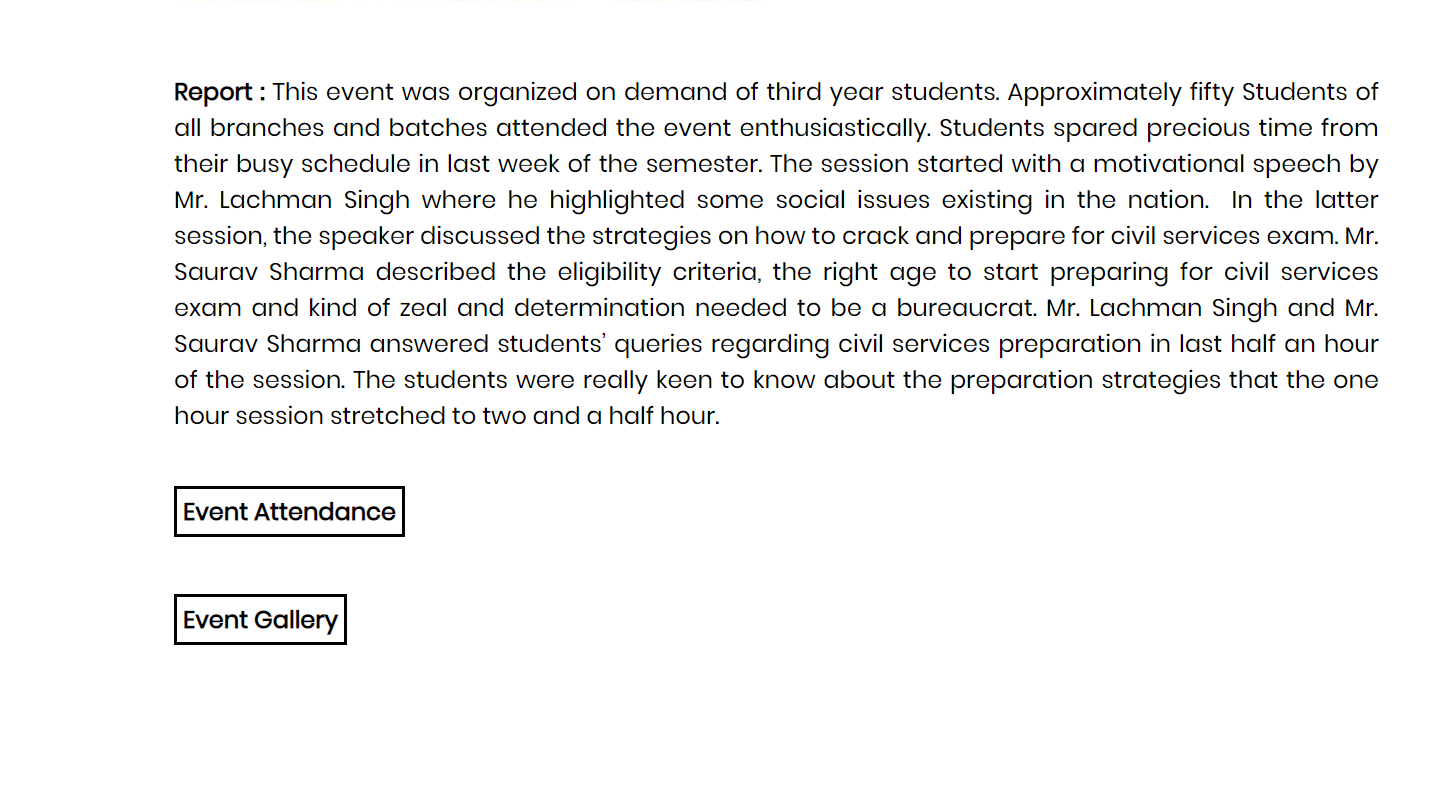 Report : This event was organized on demand of third year students. Approximately fifty Students of
all branches and batches attended the event enthusiastically. Students spared precious time from
their busy schedule in last week of the semester. The session started with a motivational speech by
Mr. Lachman Singh where he highlighted some social issues existing in the nation.  In the latter
session, the speaker discussed the strategies on how to crack and prepare for civil services exam. Mr.
Saurav Sharma described the eligibility criteria, the right age to start preparing for civil services
exam and kind of zeal and determination needed to be a bureaucrat. Mr. Lachman Singh and Mr.
Saurav Sharma answered students’ queries regarding civil services preparation in last half an hour
of the session. The students were really keen to know about the preparation strategies that the one
hour session stretched to two and a half hour.
Event Attendance
Event Gallery